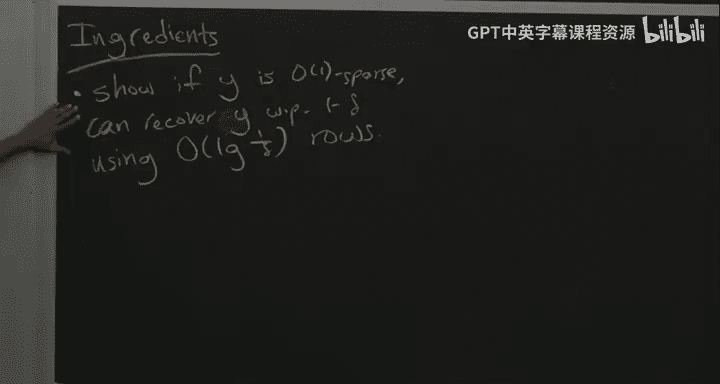 GPT中英字幕课程资源 bilibili
Ingredients
• show if y is O(1)-sparse,
can recover y w.p. 1-δ
using O(lg 1/δ) rows.